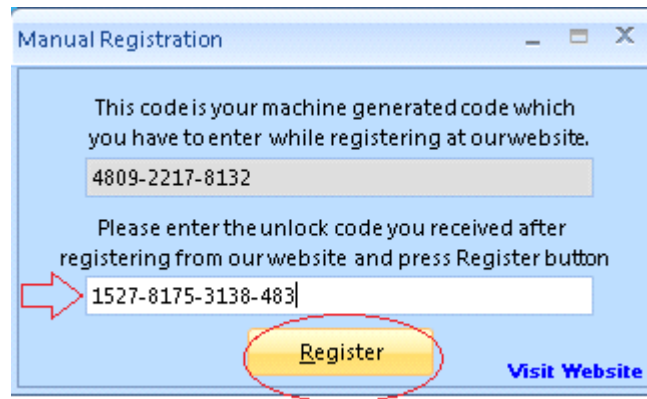 Manual Registration
This code is your machine generated code which
you have to enter while registering at our website.
4809-2217-8132
Please enter the unlock code you received after
registering from our website and press Register button
1527-8175-3138-483
Register
Visit Website